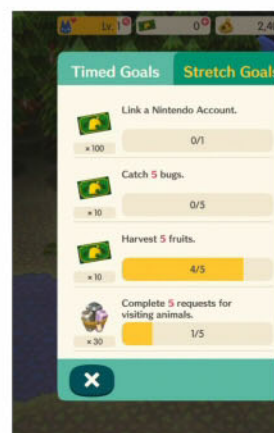 Lv. 1 0 2,4
Timed Goals Stretch Goals
Link a Nintendo Account.
×100 0/1
Catch 5 bugs.
×10 0/5
Harvest 5 fruits.
×10 4/5
Complete 5 requests for
visiting animals.
×30 1/5